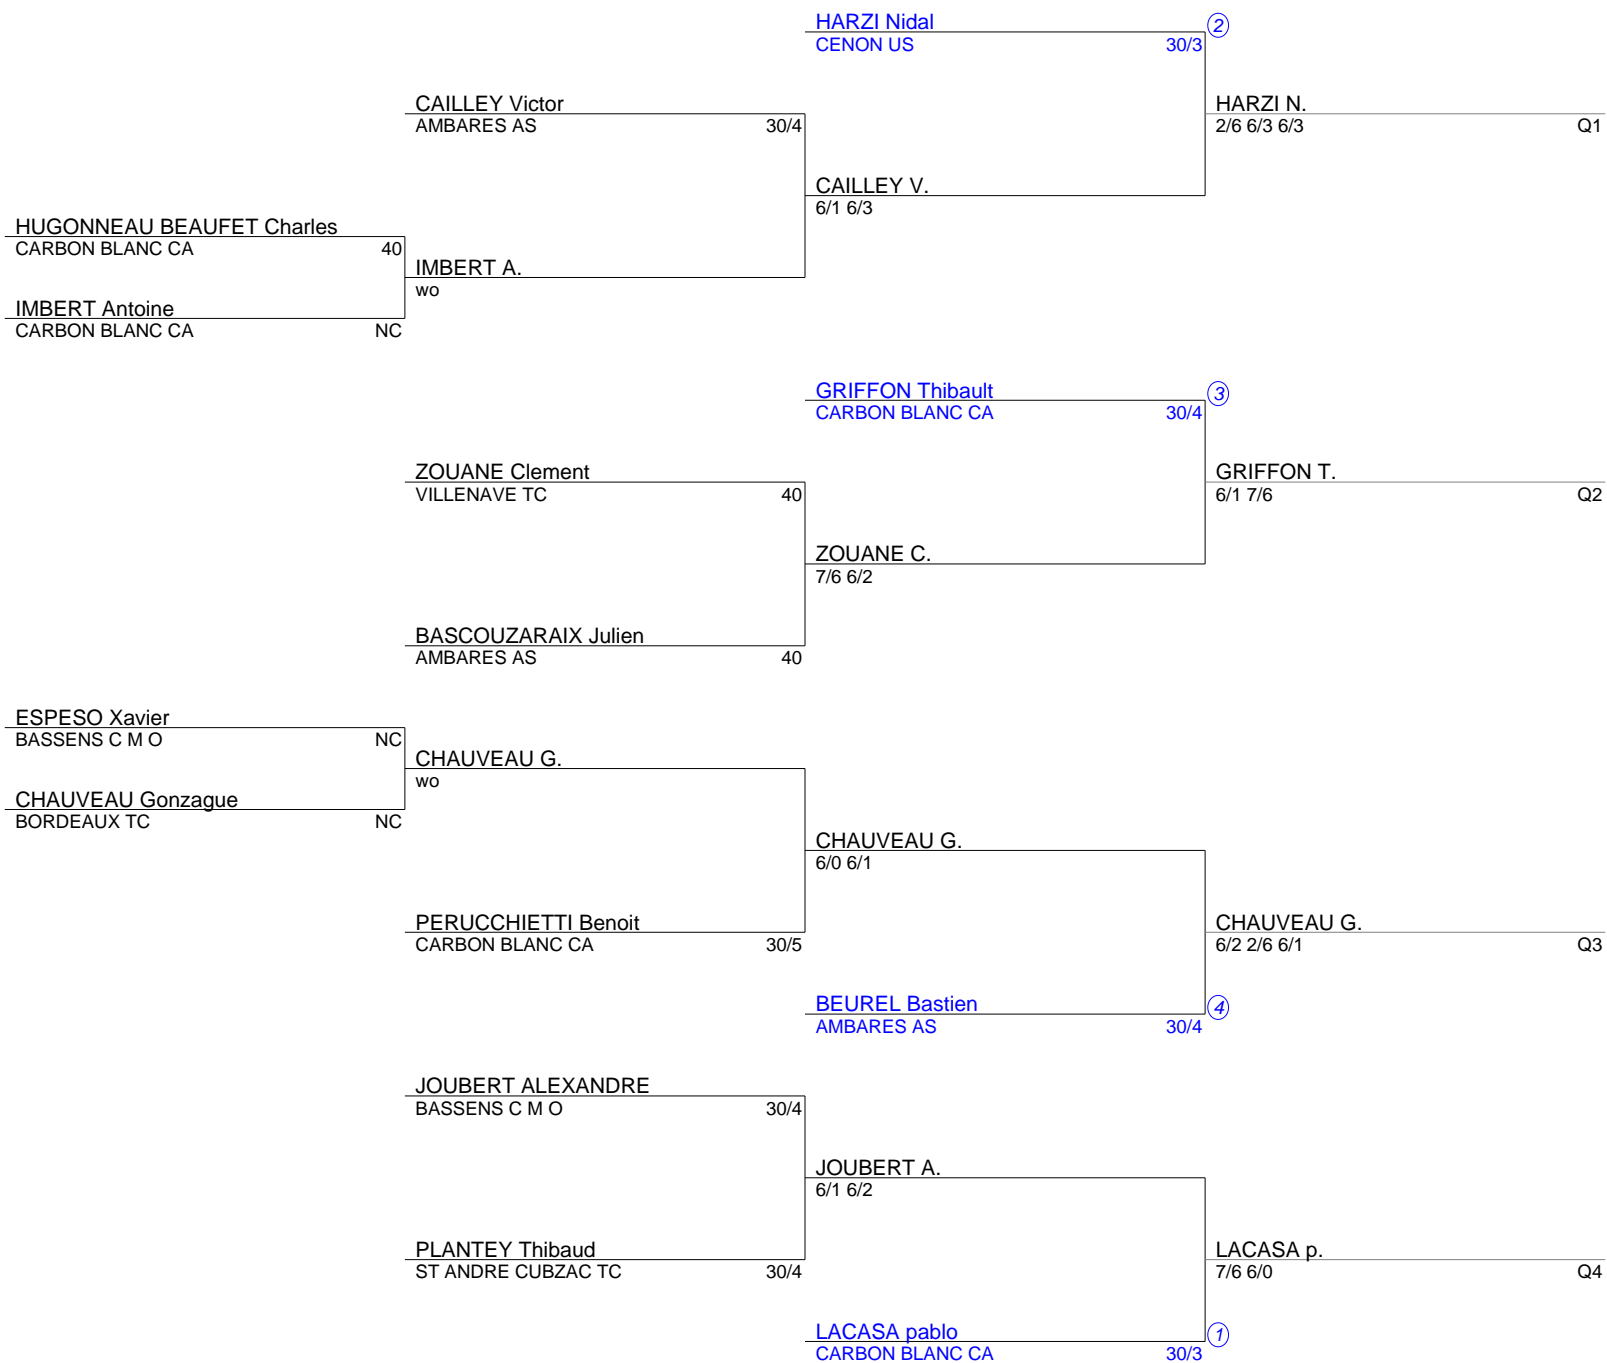 HARZI Nidal
2
CENON US 30/3
CAILLEY Victor
AMBARES AS 30/4
HARZI N.
2/6 6/3 6/3 Q1
CAILLEY V.
6/1 6/3
HUGONNEAU BEAUFET Charles
CARBON BLANC CA 40
IMBERT A.
wo
IMBERT Antoine
CARBON BLANC CA NC
GRIFFON Thibault
3
CARBON BLANC CA 30/4
ZOUANE Clement
VILLENAVE TC 40
GRIFFON T.
6/1 7/6 Q2
ZOUANE C.
7/6 6/2
BASCOUZARAIX Julien
AMBARES AS 40
ESPESO Xavier
BASSENS C M O NC
CHAUVEAU G.
wo
CHAUVEAU Gonzague
BORDEAUX TC NC
CHAUVEAU G.
6/0 6/1
PERUCCHIETTI Benoit
CARBON BLANC CA 30/5
CHAUVEAU G.
6/2 2/6 6/1 Q3
BEUREL Bastien
4
AMBARES AS 30/4
JOUBERT ALEXANDRE
BASSENS C M O 30/4
JOUBERT A.
6/1 6/2
PLANTEY Thibaud
ST ANDRE CUBZAC TC 30/4
LACASA p.
7/6 6/0 Q4
LACASA pablo
1
CARBON BLANC CA 30/3